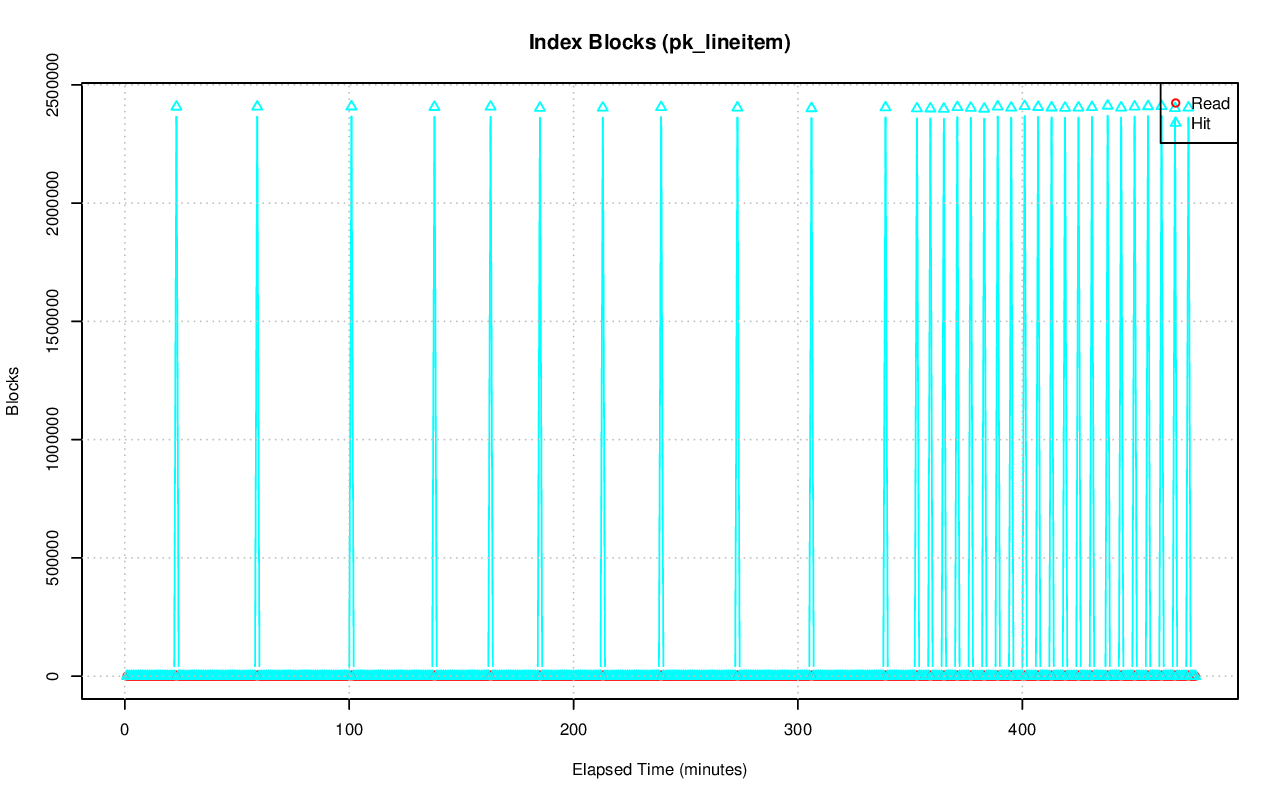 Index Blocks (pk_lineitem)
Read
Hit
Blocks
2500000
2000000
1500000
1000000
500000
0
0 100 200 300 400
Elapsed Time (minutes)